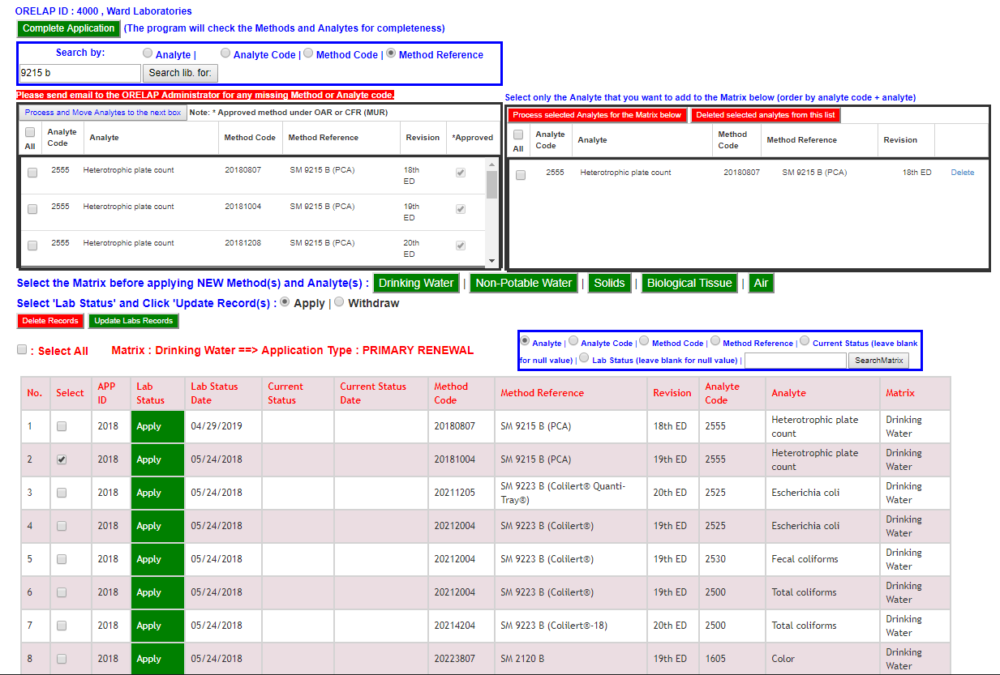 ORELAP ID : 4000 , Ward Laboratories
Complete Application (The program will check the Methods and Analytes for completeness)
Search by: Analyte | Analyte Code | Method Code | Method Reference
9215 b Search lib. for:
Please send email to the ORELAP Administrator for any missing Method or Analyte code.
Process and Move Analytes to the next box Note: * Approved method under OAR or CFR (MUR)
All Analyte Code Analyte Method Code Method Reference Revision *Approved
2555 Heterotrophic plate count 20180807 SM 9215 B (PCA) 18th ED
2555 Heterotrophic plate count 20181004 SM 9215 B (PCA) 19th ED
2555 Heterotrophic plate count 20181208 SM 9215 B (PCA) 20th ED
Select only the Analyte that you want to add to the Matrix below (order by analyte code + analyte)
Process selected Analytes for the Matrix below Deleted selected analytes from this list
All Analyte Code Analyte Method Code Method Reference Revision
2555 Heterotrophic plate count 20180807 SM 9215 B (PCA) 18th ED Delete
Select the Matrix before applying NEW Method(s) and Analyte(s) : Drinking Water | Non-Potable Water | Solids | Biological Tissue | Air
Select 'Lab Status' and Click 'Update Record(s) : Apply | Withdraw
Delete Records Update Labs Records
: Select All Matrix : Drinking Water ==> Application Type : PRIMARY RENEWAL
Analyte | Analyte Code | Method Code | Method Reference | Current Status (leave blank
for null value) | Lab Status (leave blank for null value) | SearchMatrix
No. Select APP ID Lab Status Lab Status Date Current Status Current Status Date Method Code Method Reference Revision Analyte Code Analyte Matrix
1 2018 Apply 04/29/2019 20180807 SM 9215 B (PCA) 18th ED 2555 Heterotrophic plate count Drinking Water
2 2018 Apply 05/24/2018 20181004 SM 9215 B (PCA) 19th ED 2555 Heterotrophic plate count Drinking Water
3 2018 Apply 05/24/2018 20211205 SM 9223 B (Colilert® Quanti-Tray®) 20th ED 2525 Escherichia coli Drinking Water
4 2018 Apply 05/24/2018 20212004 SM 9223 B (Colilert®) 19th ED 2525 Escherichia coli Drinking Water
5 2018 Apply 05/24/2018 20212004 SM 9223 B (Colilert®) 19th ED 2530 Fecal coliforms Drinking Water
6 2018 Apply 05/24/2018 20212004 SM 9223 B (Colilert®) 19th ED 2500 Total coliforms Drinking Water
7 2018 Apply 05/24/2018 20214204 SM 9223 B (Colilert®-18) 20th ED 2500 Total coliforms Drinking Water
8 2018 Apply 05/24/2018 20223807 SM 2120 B 19th ED 1605 Color Drinking Water